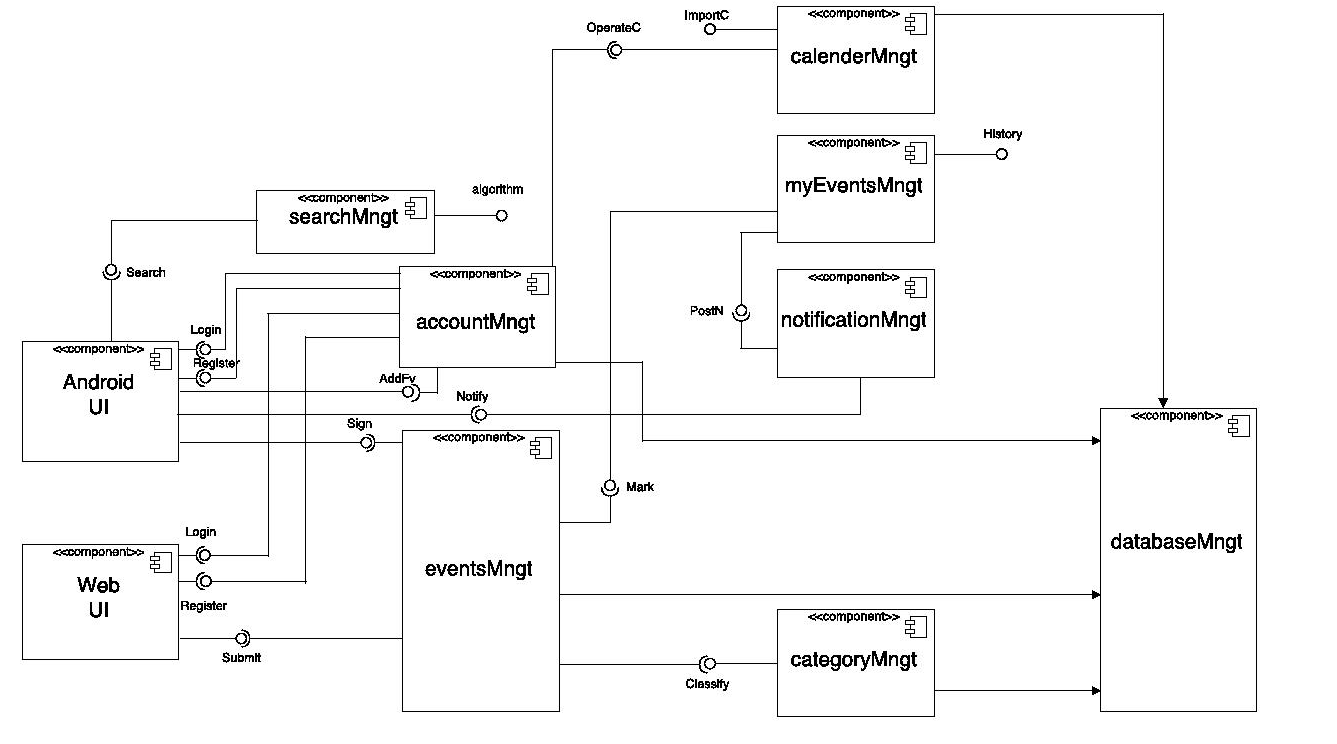 ImportC
OperateC
<<component>>
calenderMngt
History
<<component>>
myEventsMngt
algorithm
<<component>>
searchMngt
Search
<<component>>
accountMngt
<<component>>
notificationMngt
PostN
Login
Register
<<component>>
Android
UI
AddFv
Notify
Sign
<<component>>
eventsMngt
Mark
<<component>>
databaseMngt
Login
<<component>>
Web
UI
Register
Submit
<<component>>
categoryMngt
Classify